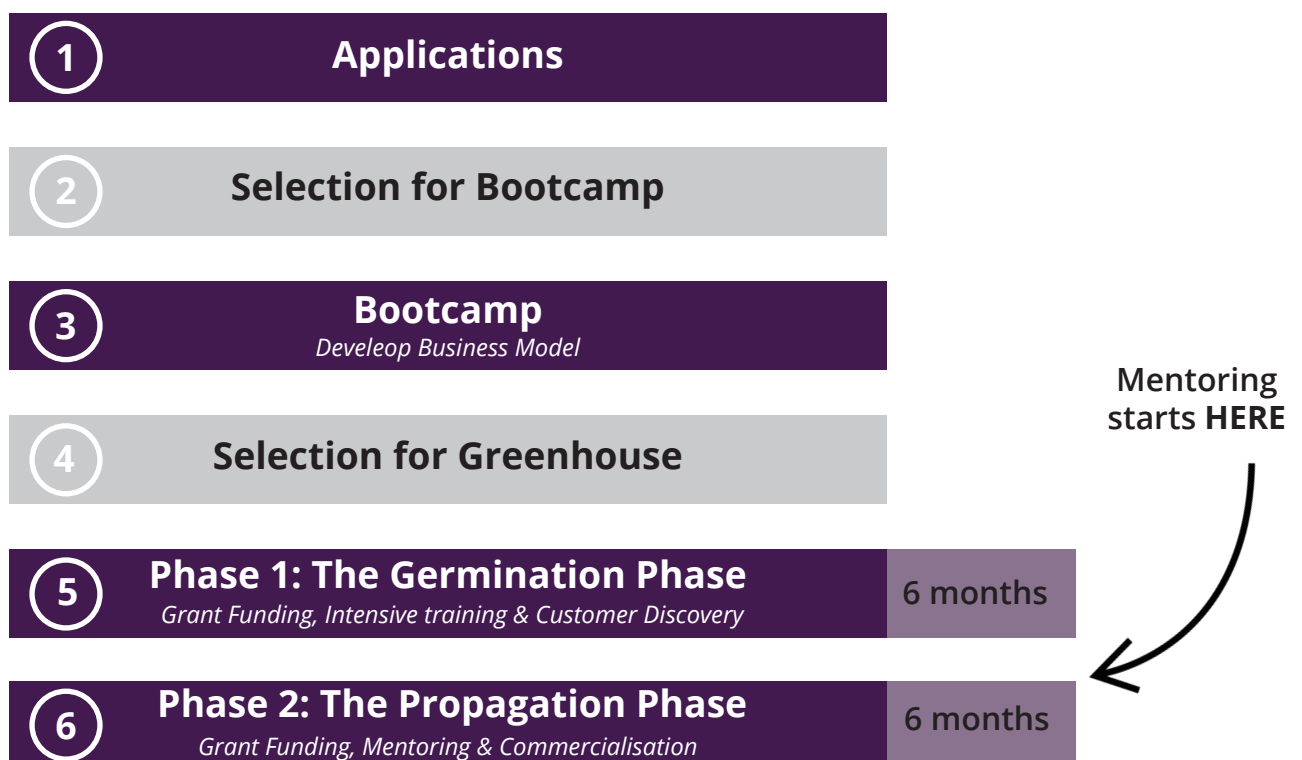 1
Applications
2
Selection for Bootcamp
3
Bootcamp
Develeop Business Model
Mentoring
starts HERE
4
Selection for Greenhouse
5
Phase 1: The Germination Phase
Grant Funding, Intensive training & Customer Discovery
6 months
6
Phase 2: The Propagation Phase
Grant Funding, Mentoring & Commercialisation
6 months